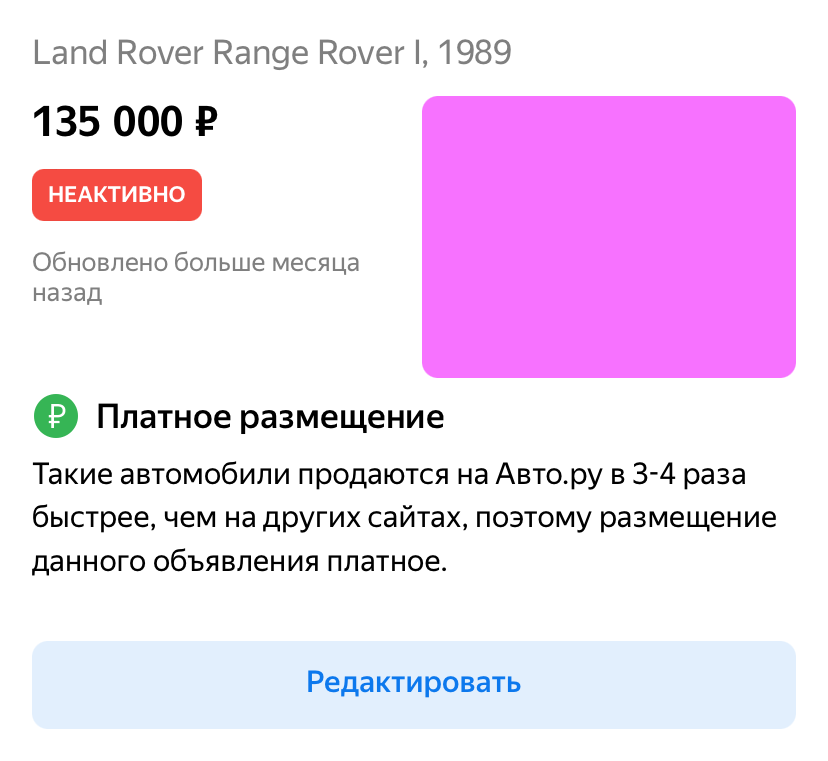 Land Rover Range Rover I, 1989
135 000 ₽
НЕАКТИВНО
Обновлено больше месяца
назад
₽ Платное размещение
Такие автомобили продаются на Авто.ру в 3-4 раза
быстрее, чем на других сайтах, поэтому размещение
данного объявления платное.
Редактировать